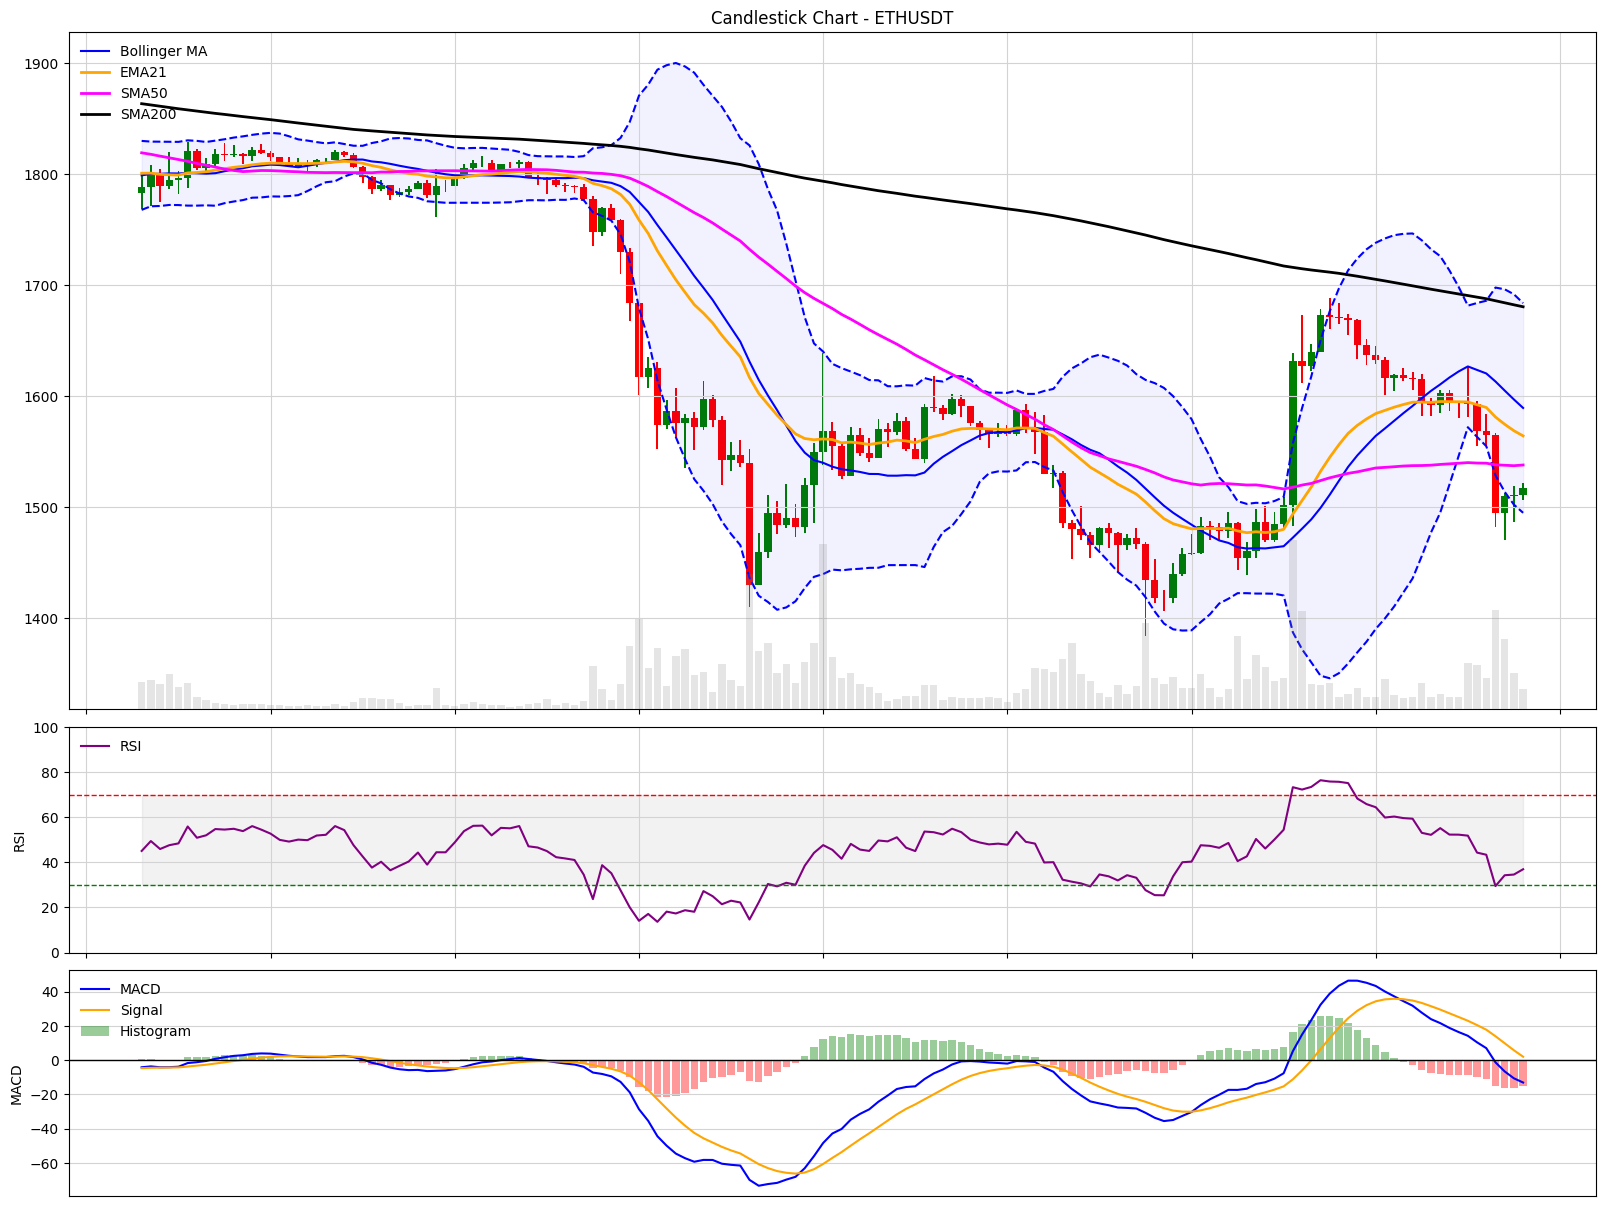 Candlestick Chart - ETHUSDT
Bollinger MA
EMA21
SMA50
SMA200
1900
1800
1700
1600
1500
1400
RSI
100
80
60
40
20
0
RSI
MACD
Signal
Histogram
40
20
0
−20
−40
−60
MACD